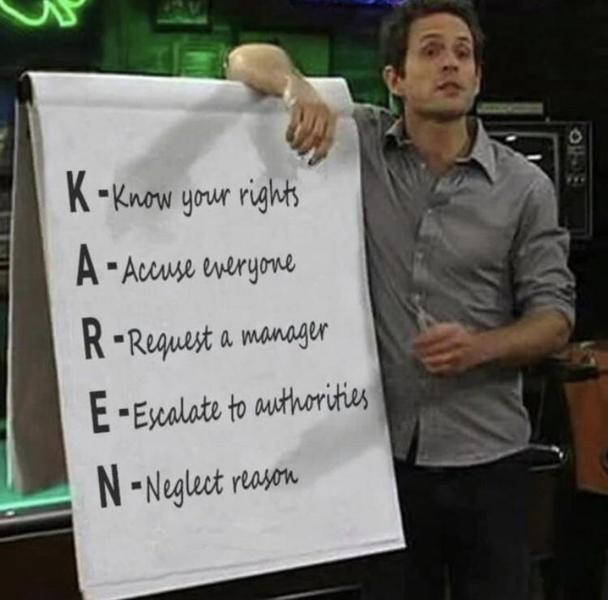 K - Know your rights
A - Accuse everyone
R - Request a manager
E - Escalate to authorities
N - Neglect reason